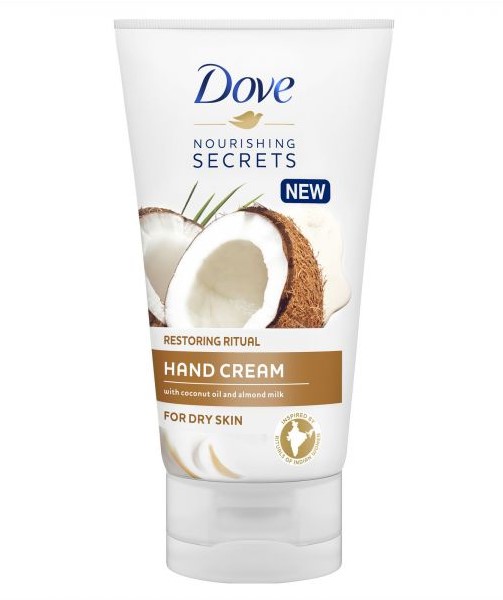 Dove
NOURISHING
SECRETS
NEW
RESTORING RITUAL
HAND CREAM
with coconut oil and almond milk
FOR DRY SKIN
INSPIRED BY
RITUALS OF INDIAN WOMEN